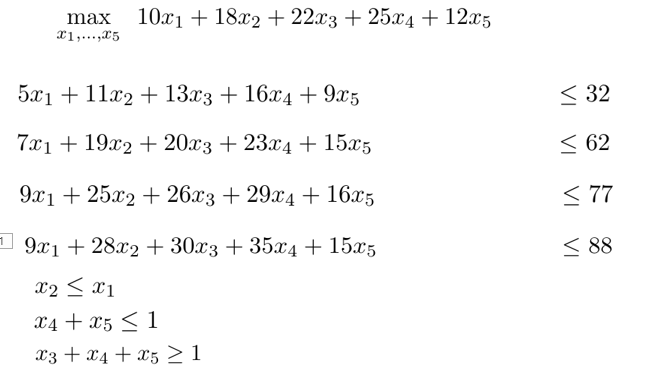 max 10x₁ + 18x₂ + 22x₃ + 25x₄ + 12x₅
x₁,...,x₅
5x₁ + 11x₂ + 13x₃ + 16x₄ + 9x₅ ≤ 32
7x₁ + 19x₂ + 20x₃ + 23x₄ + 15x₅ ≤ 62
9x₁ + 25x₂ + 26x₃ + 29x₄ + 16x₅ ≤ 77
1 9x₁ + 28x₂ + 30x₃ + 35x₄ + 15x₅ ≤ 88
x₂ ≤ x₁
x₄ + x₅ ≤ 1
x₃ + x₄ + x₅ ≥ 1